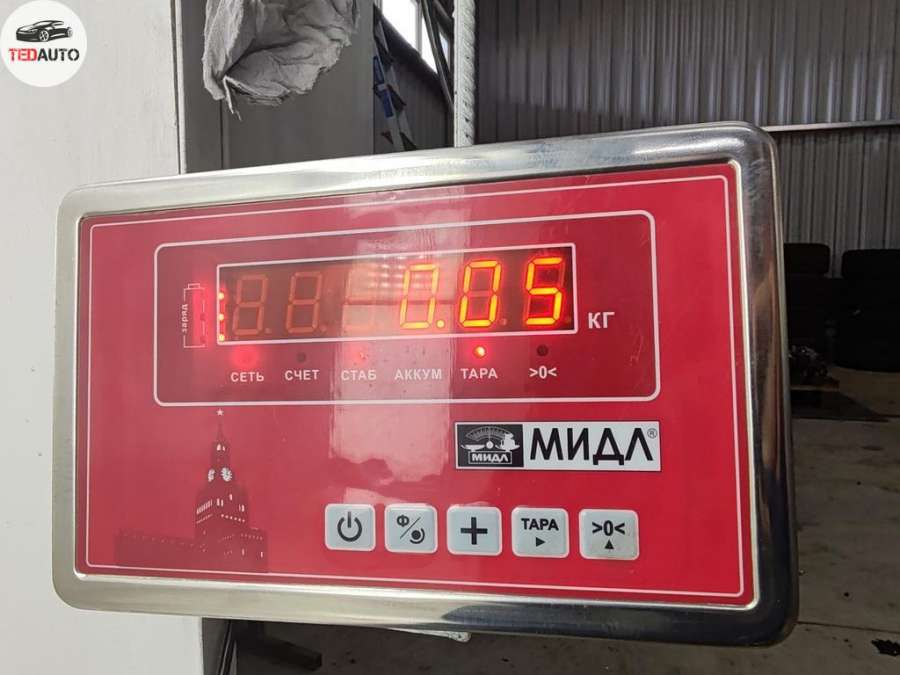 TEDAUTO
заряд
0.05
КГ
СЕТЬ СЧЕТ СТАБ АККУМ ТАРА >0<
МИДЛ МИДЛ®
Ф
ТАРА
>0<